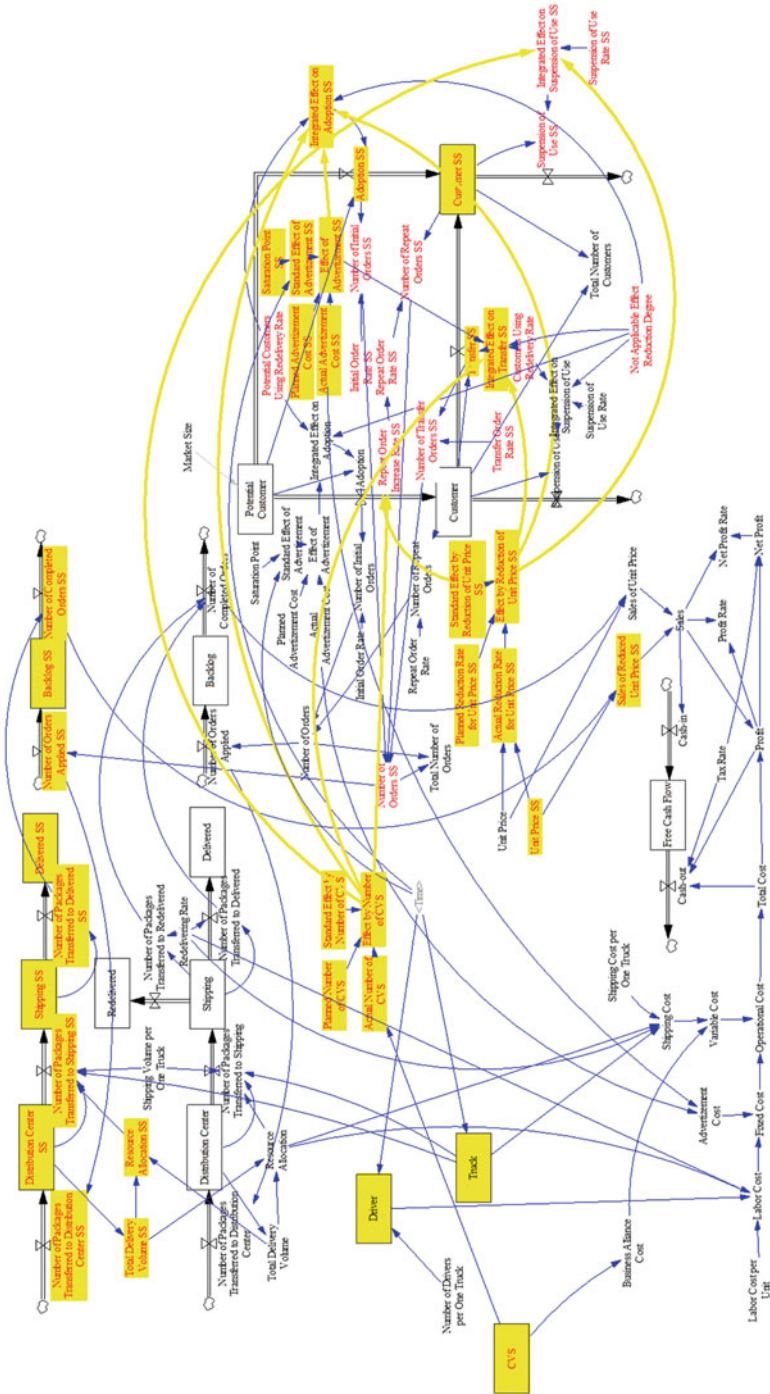 Number of Packages
Transferred to Distribution
Center SS
Distribution Center
SS
Number of Packages
Transferred to Shipping SS
Shipping SS
Number of Packages
Transferred to Delivered
SS
Delivered SS
Number of Orders
Applied SS
Backlog SS
Number of Completed
Orders SS
Total Delivery
Volume SS
Resource
Allocation SS
Shipping Volume per
One Truck
Redelivered
Number of Packages
Transferred to Redelivered
Redelivering Rate
Number of Packages
Transferred to Distribution
Center
Distribution Center
Number of Packages
Transferred to Shipping
Shipping
Number of Packages
Transferred to Delivered
Delivered
Number of Orders
Applied
Backlog
Number of
Completed Orders
Total Delivery
Volume
Resource
Allocation
Market Size
Potential
Customer
Potential Customers
Using Redelivery Rate
Saturation Point
SS
Standard Effect of
Advertizement SS
Planned Advertizement
Cost SS
Effect of
Advertizement SS
Actual Advertizement
Cost SS
Integrated Effect on
Adoption SS
Adoption SS
Saturation Point
Standard Effect of
Advertizement
Planned
Advertizement Cost
Effect of
Advertizement
Actual
Advertizement Cost
Integrated Effect on
Adoption
Adoption
Initial Order
Rate SS
Number of Initial
Orders SS
Number of Orders
Initial Order Rate
Number of Initial
Orders
Repeat Order
Increase Rate SS
Repeat Order
Rate SS
Number of Repeat
Orders SS
Number of
Orders SS
Total Number of
Orders
Repeat Order
Rate
Number of Repeat
Orders
Number of Transfer
Orders SS
Transfer Order
Rate SS
Customer
Customer SS
Integrated Effect on
Transfer SS
Customers Using
Redelivery Rate
Suspension of Use
Integrated Effect on
Suspension of Use
Suspension of
Use Rate
Total Number of
Customers
Not Applicable Effect
Reduction Degree
Suspension of
Use SS
Integrated Effect on
Suspension of Use SS
Suspension of Use
Rate SS
Planned Number
of CVS
Standard Effect by
Number of CVS
Actual Number of
CVS
Effect by Number
of CVS
<Time>
Planned Reduction Rate
for Unit Price SS
Standard Effect by
Reduction of Unit Price
SS
Actual Reduction Rate
for Unit Price SS
Effect by Reduction of
Unit Price SS
Unit Price
Unit Price SS
Sales of Unit Price
Sales of Reduced
Unit Price SS
Driver
Truck
Number of Drivers
per One Truck
CVS
Business Alliance
Cost
Shipping Cost per
One Truck
Shipping Cost
Variable Cost
Advertizement
Cost
Cash-out
Free Cash Flow
Cash-in
Sales
Tax Rate
Profit Rate
Net Profit Rate
Labor Cost per
Unit
Labor Cost
Fixed Cost
Operational Cost
Total Cost
Profit
Net Profit